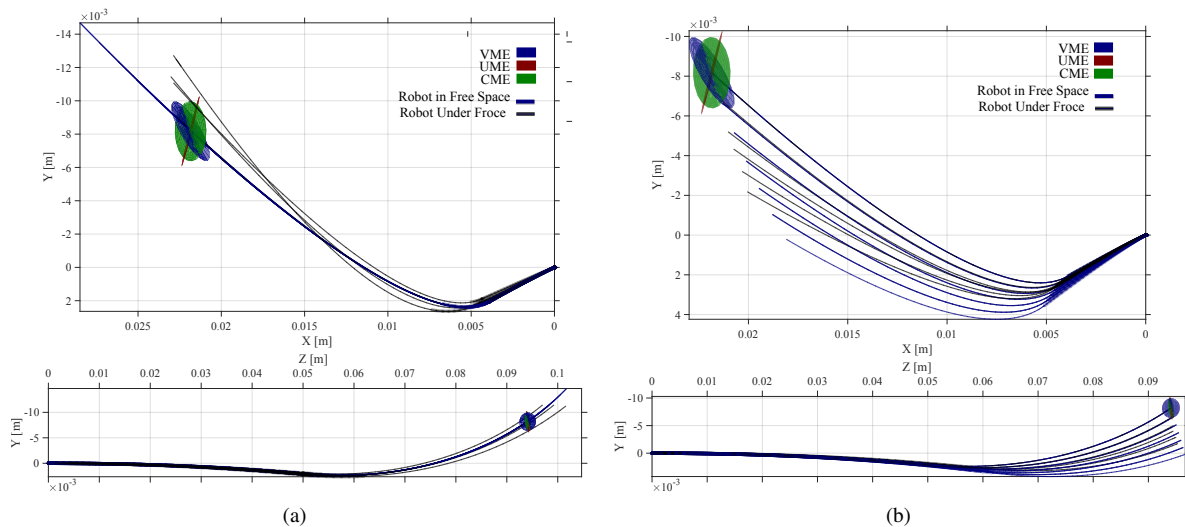 ×10⁻³
-14
-12
-10
-8
-6
-4
-2
0
2
Y [m]
VME
UME
CME
Robot in Free Space
Robot Under Froce
0.025
0.02
0.015
0.01
0.005
0
X [m]
Z [m]
0
0.01
0.02
0.03
0.04
0.05
0.06
0.07
0.08
0.09
0.1
-10
-5
0
Y [m]
×10⁻³
(a)
×10⁻³
-10
-8
-6
-4
-2
0
2
4
Y [m]
VME
UME
CME
Robot in Free Space
Robot Under Froce
0.02
0.015
0.01
0.005
0
X [m]
Z [m]
0
0.01
0.02
0.03
0.04
0.05
0.06
0.07
0.08
0.09
-10
-5
0
Y [m]
×10⁻³
(b)